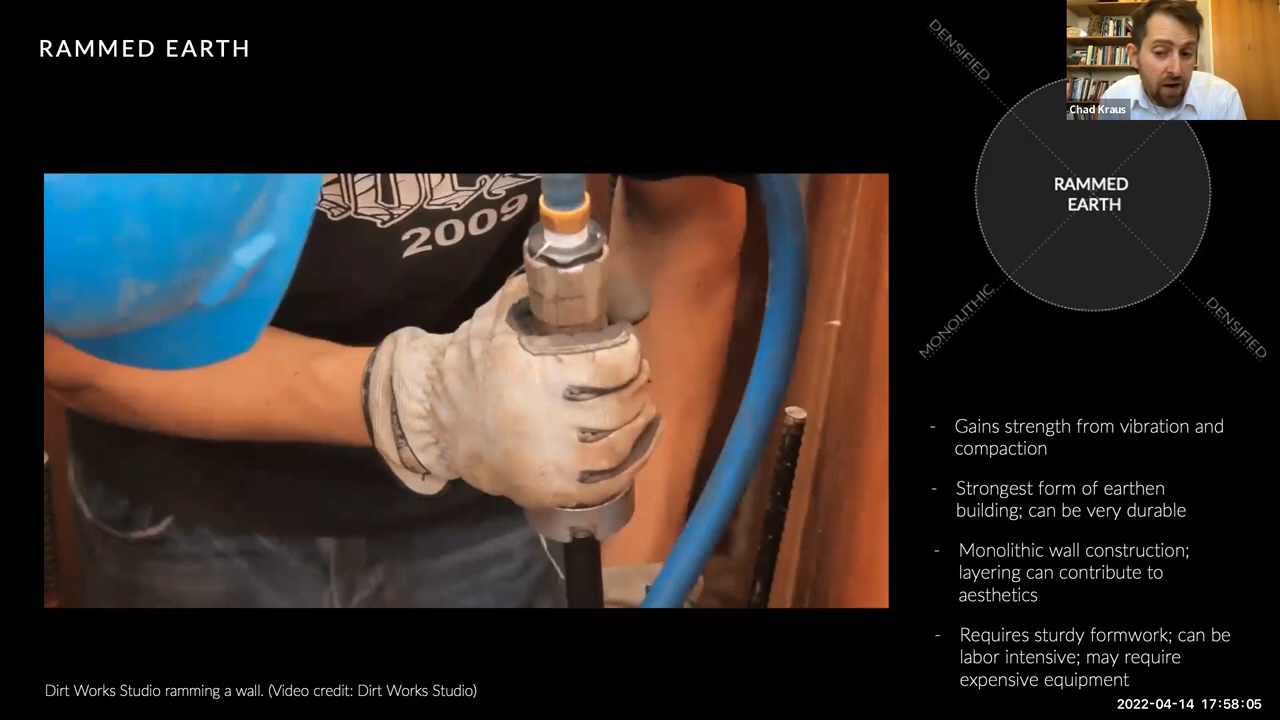 RAMMED EARTH
DENSIFIED
Chad Kraus
RAMMED
EARTH
MONOLITHIC
DENSIFIED
2009
- Gains strength from vibration and
compaction
- Strongest form of earthen
building; can be very durable
- Monolithic wall construction;
layering can contribute to
aesthetics
- Requires sturdy formwork; can be
labor intensive; may require
expensive equipment
Dirt Works Studio ramming a wall. (Video credit: Dirt Works Studio)
2022-04-14 17:58:05